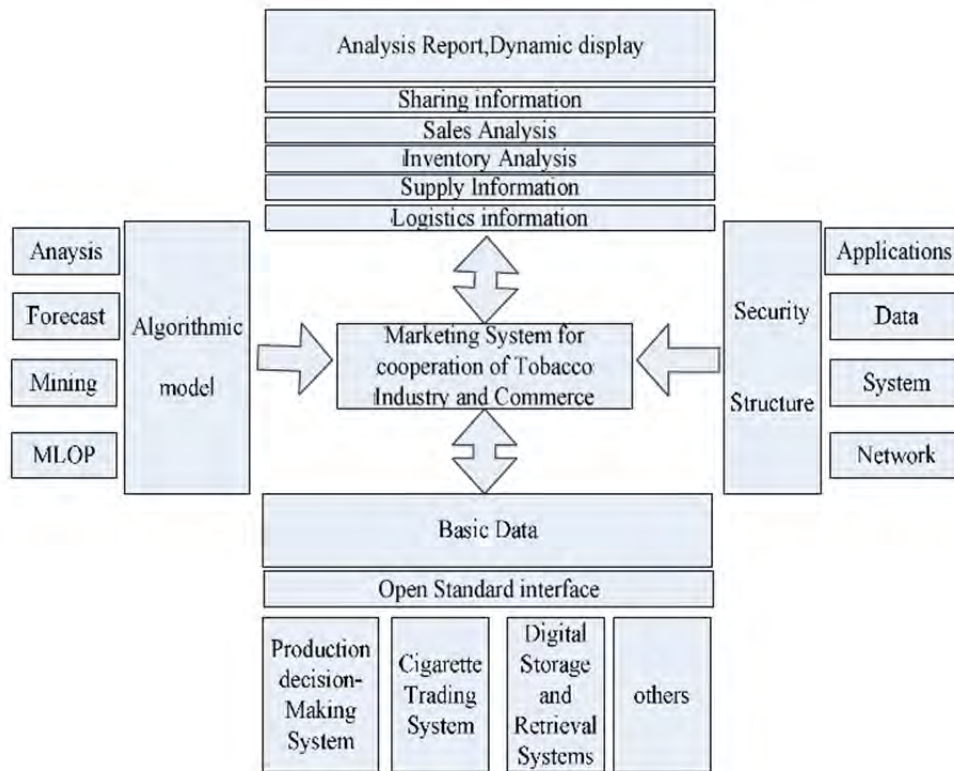 Analysis Report,Dynamic display
Sharing information
Sales Analysis
Inventory Analysis
Supply Information
Logistics information
Anaysis
Forecast
Mining
MLOP
Algorithmic
model
Marketing System for
cooperation of Tobacco
Industry and Commerce
Security
Structure
Applications
Data
System
Network
Basic Data
Open Standard interface
Production
decision-
Making
System
Cigarette
Trading
System
Digital
Storage
and
Retrieval
Systems
others